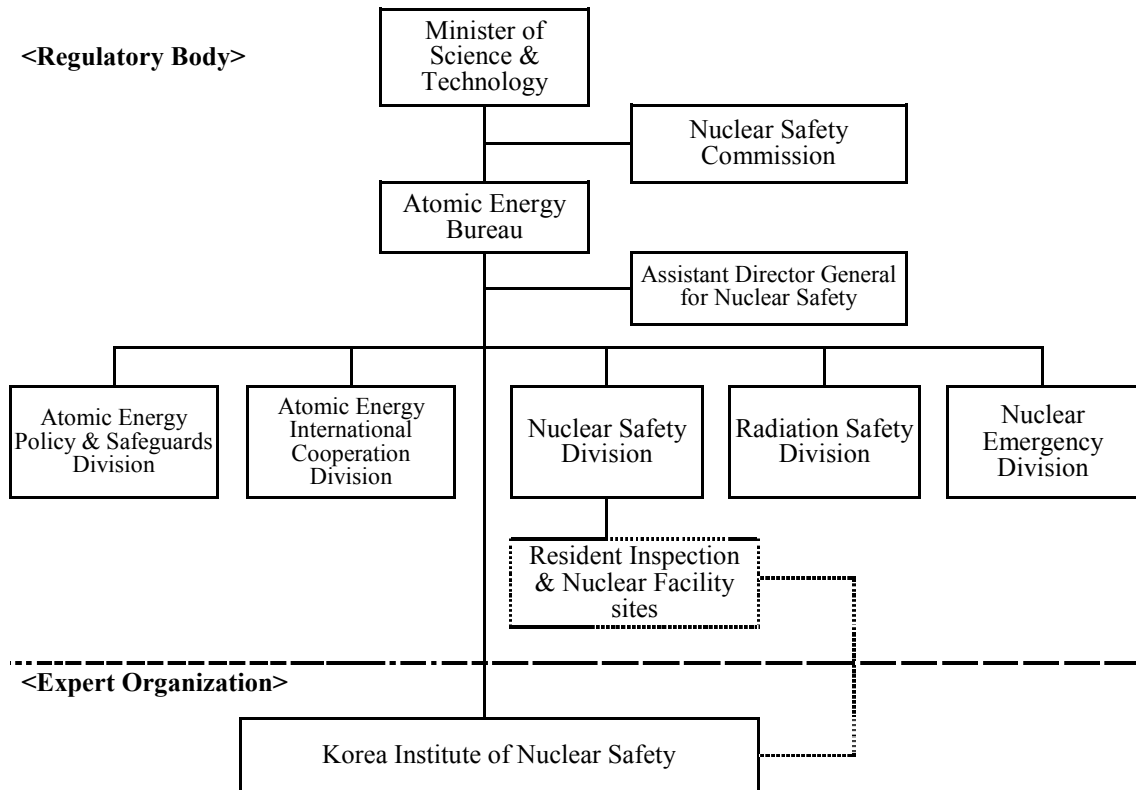 <Regulatory Body>
Minister of
Science &
Technology
Nuclear Safety
Commission
Atomic Energy
Bureau
Assistant Director General
for Nuclear Safety
Atomic Energy
Policy & Safeguards
Division
Atomic Energy
International
Cooperation
Division
Nuclear Safety
Division
Radiation Safety
Division
Nuclear
Emergency
Division
Resident Inspection
& Nuclear Facility
sites
<Expert Organization>
Korea Institute of Nuclear Safety